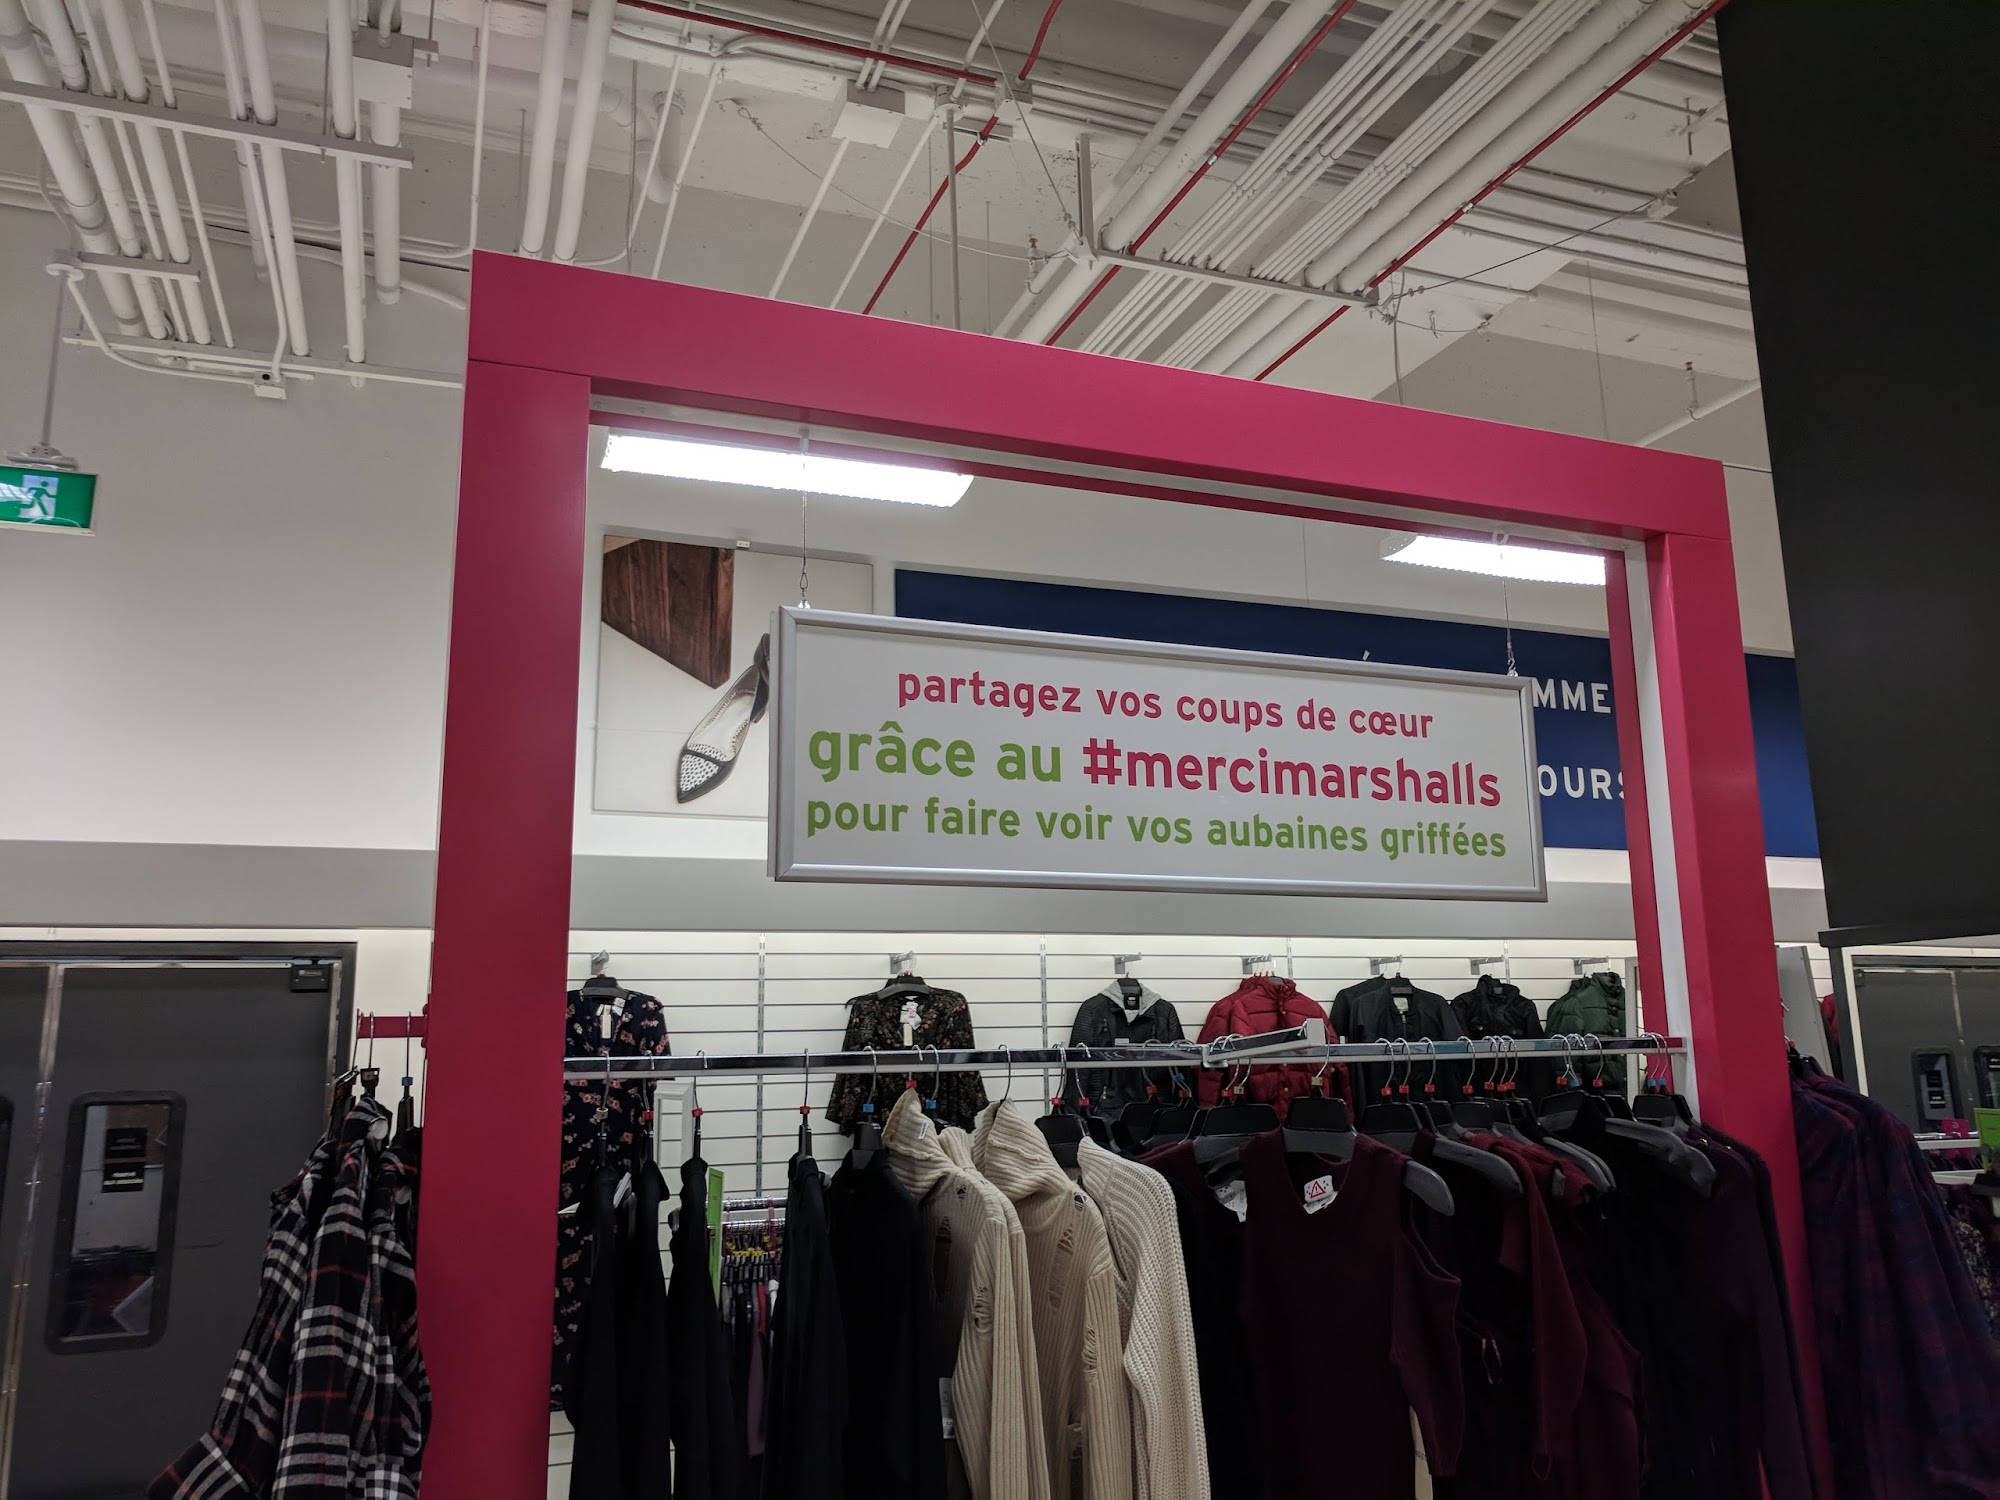 partagez vos coups de cœur
grâce au #mercimarshalls
pour faire voir vos aubaines griffées